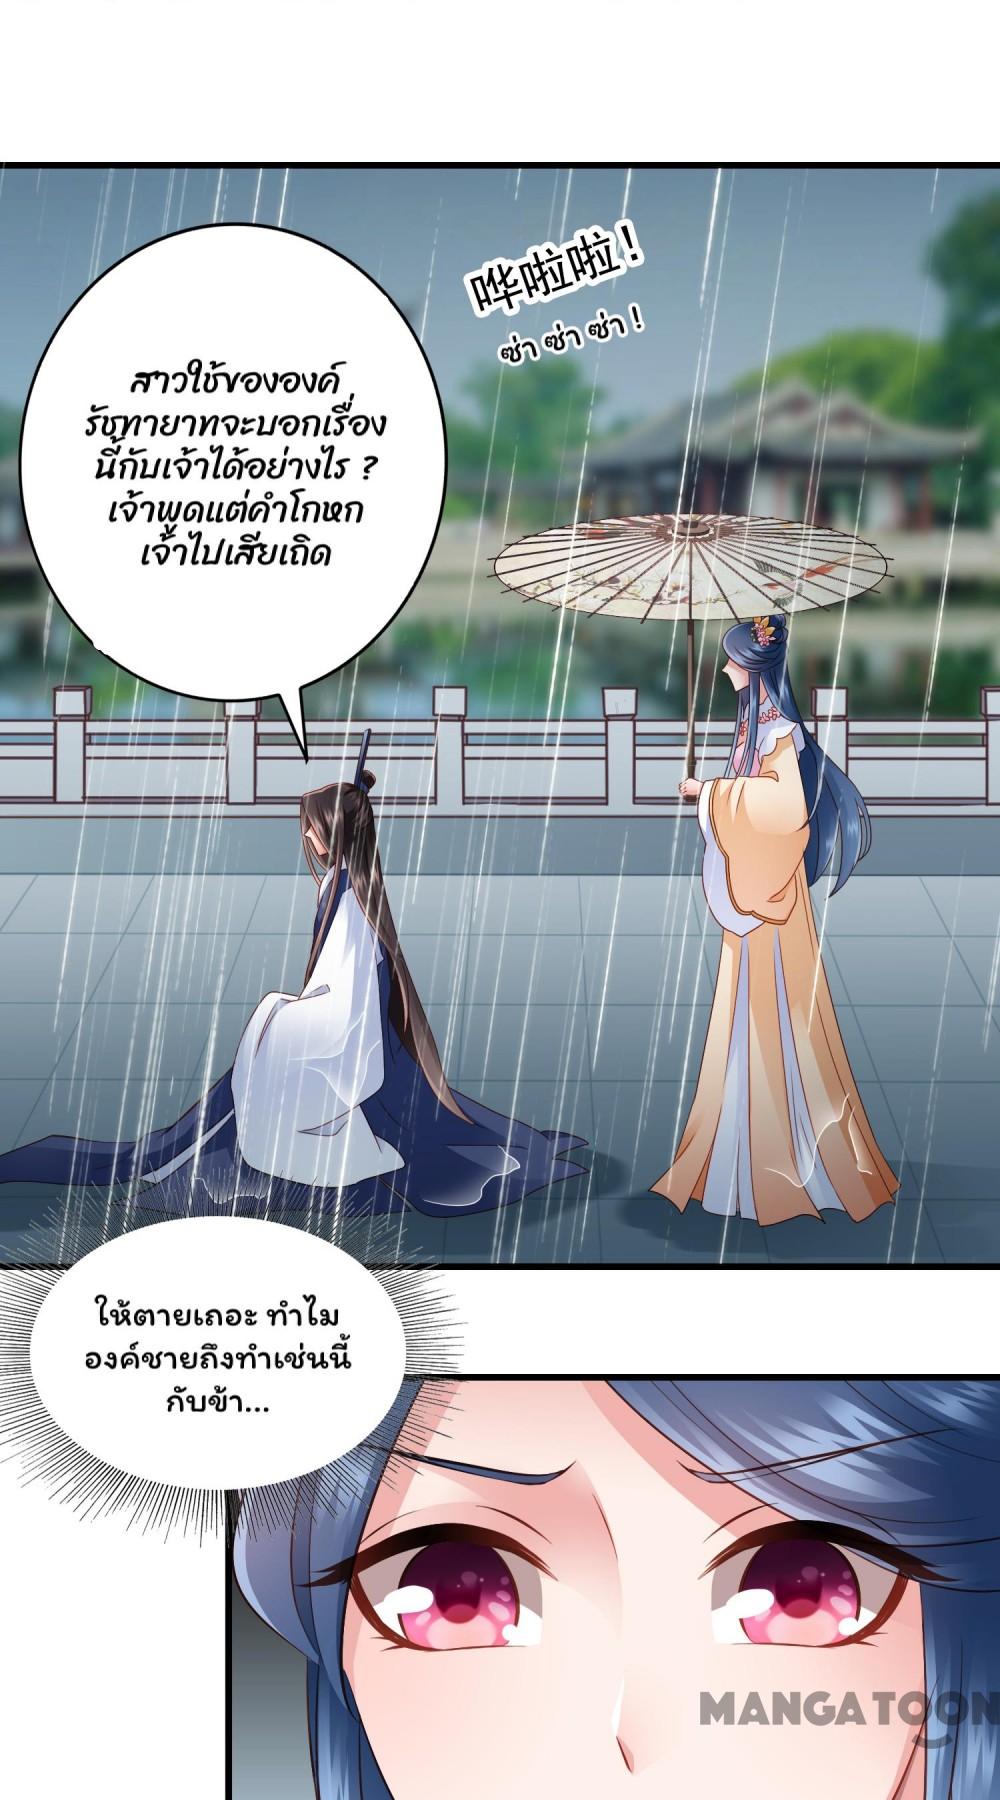 哗啦啦!
ซ่า ซ่า ซ่า !
สาวใช้ขององค์
รัชทายาทจะบอกเรื่อง
นี้กับเจ้าได้อย่างไร ?
เจ้าพูดแต่คำโกหก
เจ้าไปเสียเถิด
ให้ตายเถอะ ทำไม
องค์ชายถึงทำเช่นนี้
กับข้า...
MANGATOON